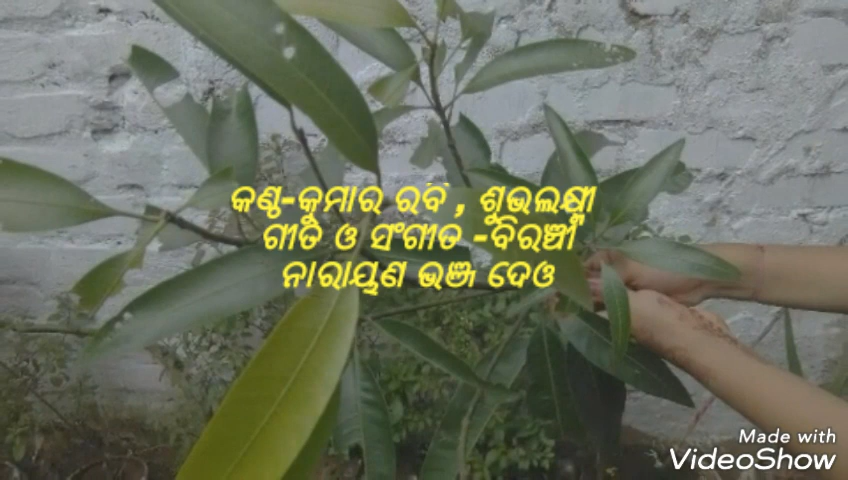 କଣ୍ଠ-କୁମାର ରବି , ଶୁଭଲକ୍ଷ୍ମୀ
ଗୀତି ଓ ସଂଗୀତ -ବିରଞ୍ଚୀ
ନାରାୟଣ ଭଞ୍ଜ ଦେଓ
Made with
VideoShow